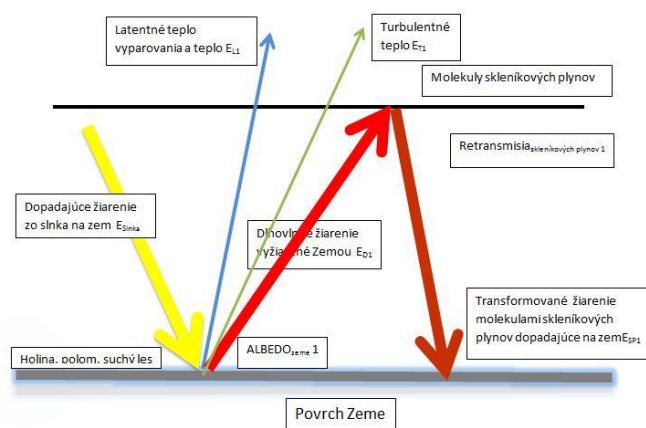 Latentné teplo
vyparovania a teplo EL1
Turbulentné
teplo ET1
Molekuly skleníkových plynov
Retransmisiaskleníkových plynov 1
Dopadajúce žiarenie
zo slnka na zem ESlnka
Dlhovlnné žiarenie
vyžiarené Zemou ED1
Transformované žiarenie
molekulami skleníkových
plynov dopadajúce na zemESP1
Holina, polom, suchý les
ALBEDOzeme 1
Povrch Zeme